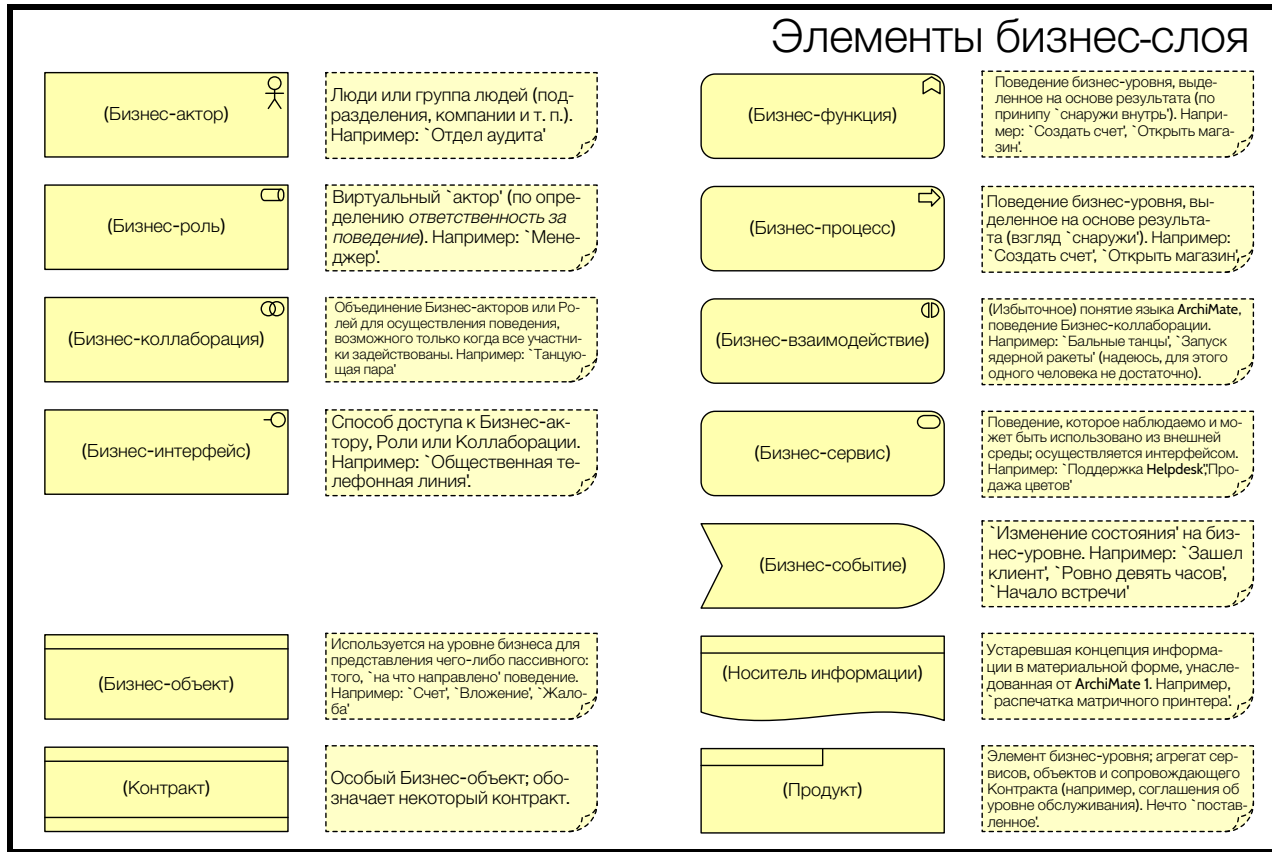 Элементы бизнес-слоя
(Бизнес-актор)
Люди или группа людей (под-
разделения, компании и т. п.).
Например: `Отдел аудита'
(Бизнес-функция)
Поведение бизнес-уровня, выде-
ленное на основе результата (по
принипу `снаружи внутрь'). Напри-
мер: `Создать счет', `Открыть мага-
зин'.
(Бизнес-роль)
Виртуальный `актор' (по опре-
делению ответственность за
поведение). Например: `Мене-
джер'.
(Бизнес-процесс)
Поведение бизнес-уровня, вы-
деленное на основе результа-
та (взгляд `снаружи'). Например:
`Создать счет', `Открыть магазин',
(Бизнес-коллаборация)
Объединение Бизнес-акторов или Ро-
лей для осуществления поведения,
возможного только когда все участни-
ки задействованы. Например: `Танцую-
щая пара'
(Бизнес-взаимодействие)
(Избыточное) понятие языка ArchiMate,
поведение Бизнес-коллаборации.
Например: `Бальные танцы', `Запуск
ядерной ракеты' (надеюсь, для этого
одного человека не достаточно).
(Бизнес-интерфейс)
Способ доступа к Бизнес-ак-
тору, Роли или Коллаборации.
Например: `Общественная те-
лефонная линия'.
(Бизнес-сервис)
Поведение, которое наблюдаемо и мо-
жет быть использовано из внешней
среды; осуществляется интерфейсом.
Например: `Поддержка Helpdesk','Про-
дажа цветов'
(Бизнес-событие)
`Изменение состояния' на биз-
нес-уровне. Например: `Зашел
клиент', `Ровно девять часов',
`Начало встречи'
(Бизнес-объект)
Используется на уровне бизнеса для
представления чего-либо пассивного:
того, `на что направлено' поведение.
Например: `Счет', `Вложение', `Жало-
ба'
(Носитель информации)
Устаревшая концепция информа-
ции в материальной форме, унасле-
дованная от ArchiMate 1. Например,
`распечатка матричного принтера'.
(Контракт)
Особый Бизнес-объект; обо-
значает некоторый контракт.
(Продукт)
Элемент бизнес-уровня; агрегат сер-
висов, объектов и сопровождающего
Контракта (например, соглашения об
уровне обслуживания). Нечто `постав-
ленное'.